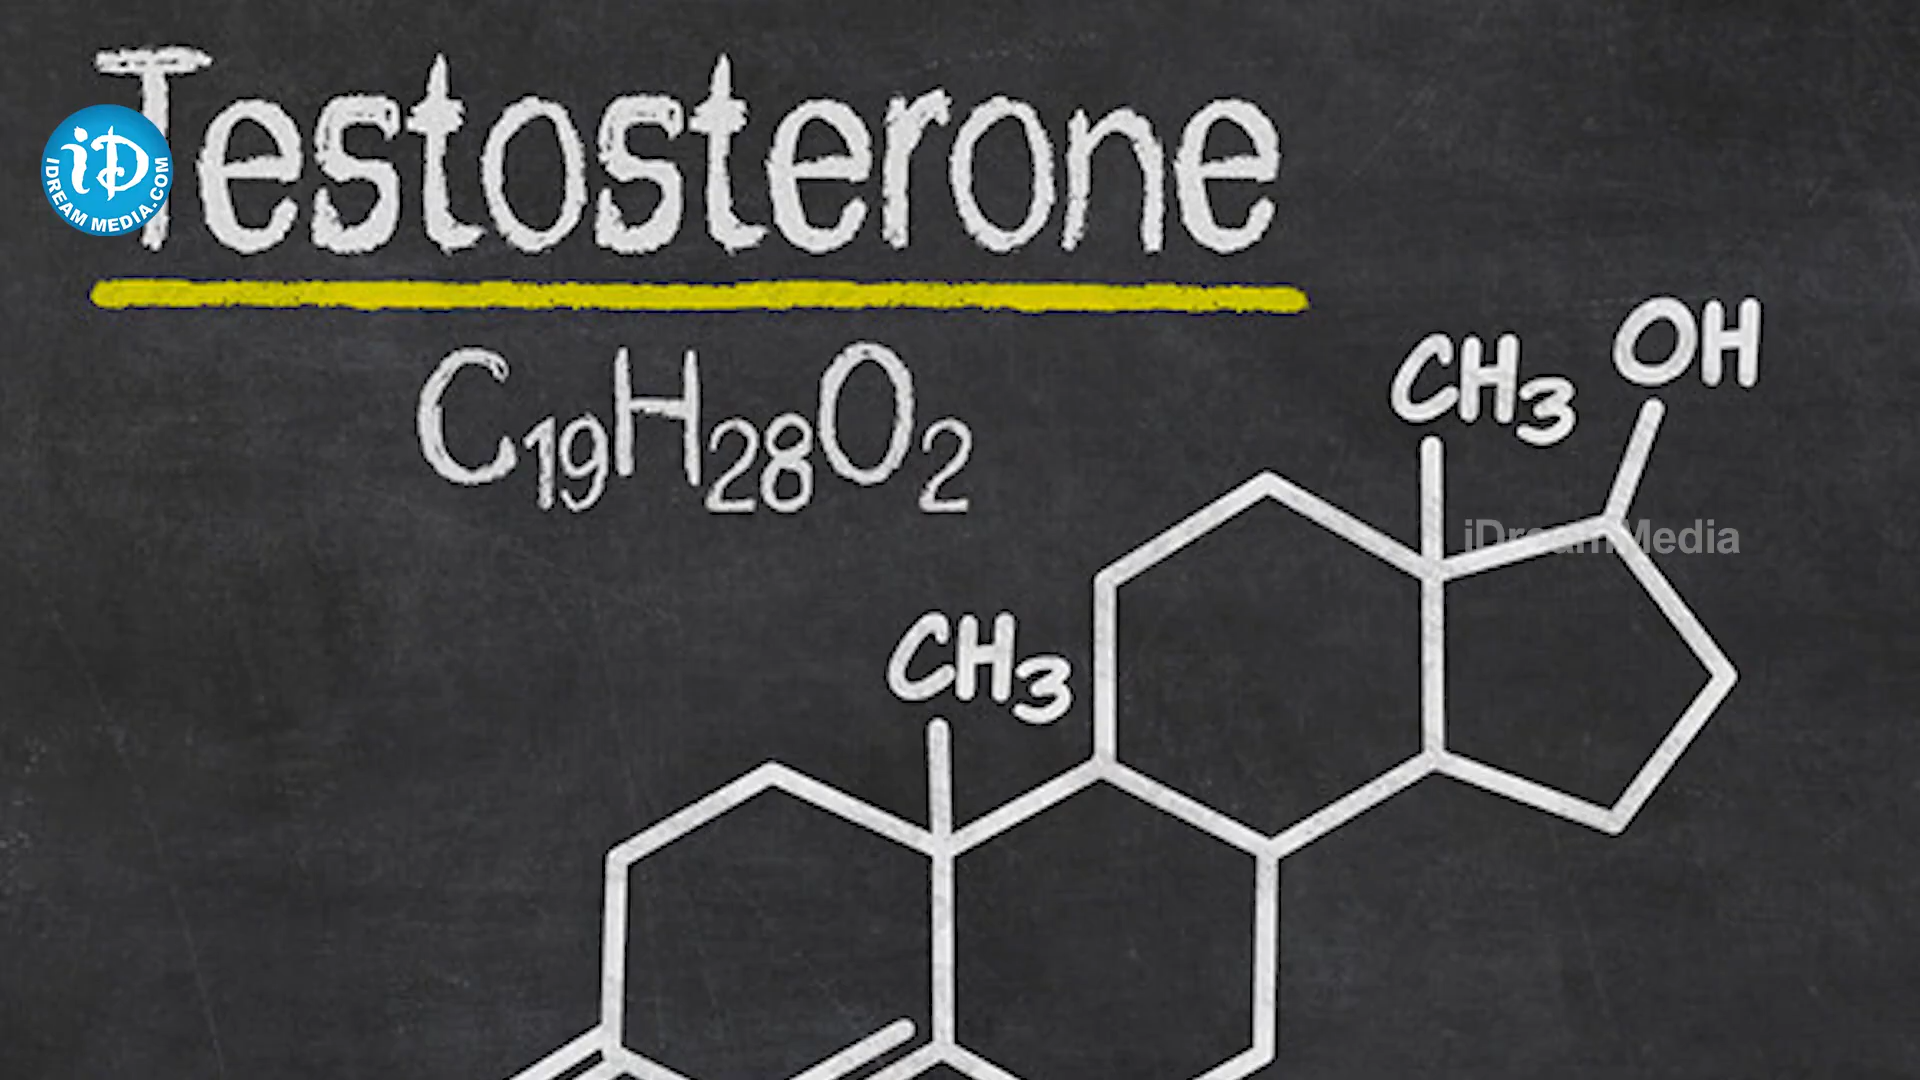 Testosterone
iD
IDREAM MEDIA.COM
C₁₉H₂₈O₂
OH
CH₃
iDreamMedia
CH₃